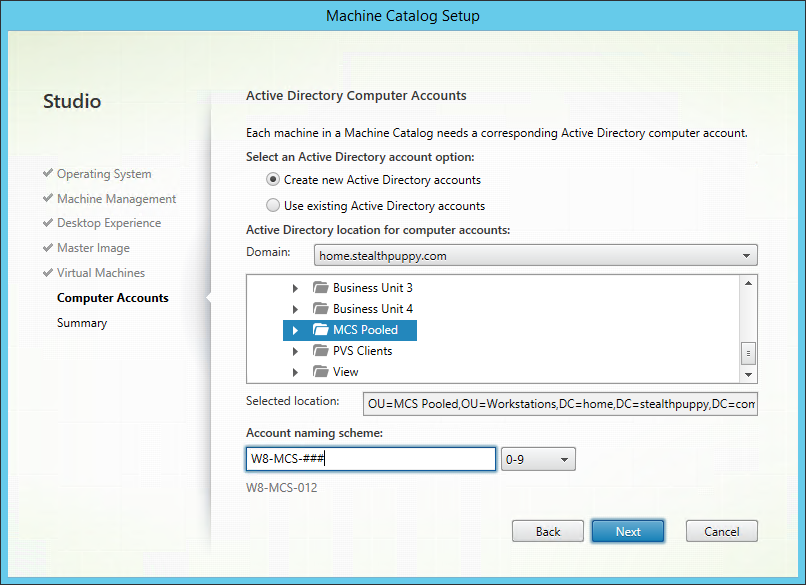 Machine Catalog Setup
Studio
Operating System
Machine Management
Desktop Experience
Master Image
Virtual Machines
Computer Accounts
Summary
Active Directory Computer Accounts
Each machine in a Machine Catalog needs a corresponding Active Directory computer account.
Select an Active Directory account option:
Create new Active Directory accounts
Use existing Active Directory accounts
Active Directory location for computer accounts:
Domain: home.stealthpuppy.com
Business Unit 3
Business Unit 4
MCS Pooled
PVS Clients
View
Selected location: OU=MCS Pooled,OU=Workstations,DC=home,DC=stealthpuppy,DC=com
Account naming scheme:
W8-MCS-### 0-9
W8-MCS-012
Back Next Cancel